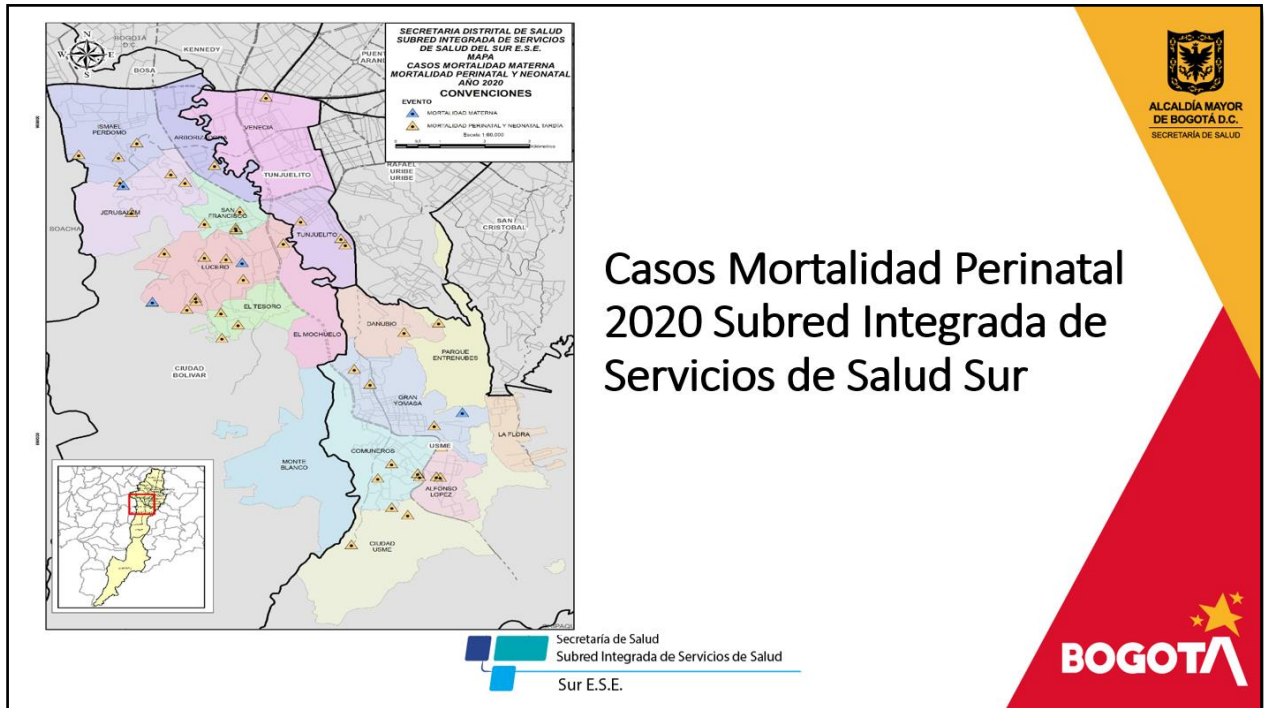 N
W
E
S
BOGOTA
D.C.
KENNEDY
BOSA
SECRETARIA DISTRITAL DE SALUD
SUBRED INTEGRADA DE SERVICIOS
DE SALUD DEL SUR E.S.E.
MAPA
CASOS MORTALIDAD MATERNA
MORTALIDAD PERINATAL Y NEONATAL
AÑO 2020
CONVENCIONES
EVENTO
MORTALIDAD MATERNA
MORTALIDAD PERINATAL Y NEONATAL TARDIA
Escala 1:60.000
ISMAEL
PERDOMO
VENECIA
TUNJUELITO
RAFAEL
URIBE
URIBE
JERUSALEM
SAN
FRANCISCO
SAN
CRISTOBAL
TUNJUELITO
LUCERO
EL TESORO
EL MOCHUELO
DANUBIO
PARQUE
ENTRENUBES
CIUDAD
BOLIVAR
GRAN
YOMASA
LA FLORA
USME
COMUNEROS
MONTE
BLANCO
ALFONSO
LOPEZ
CIUDAD
USME
Casos Mortalidad Perinatal
2020 Subred Integrada de
Servicios de Salud Sur
ALCALDÍA MAYOR
DE BOGOTÁ D.C.
SECRETARÍA DE SALUD
Secretaría de Salud
Subred Integrada de Servicios de Salud
Sur E.S.E.
BOGOTÁ